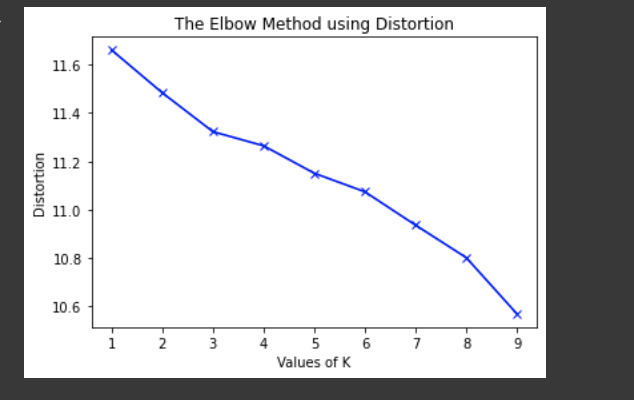 The Elbow Method using Distortion
11.6
11.4
11.2
11.0
10.8
10.6
Distortion
1 2 3 4 5 6 7 8 9
Values of K